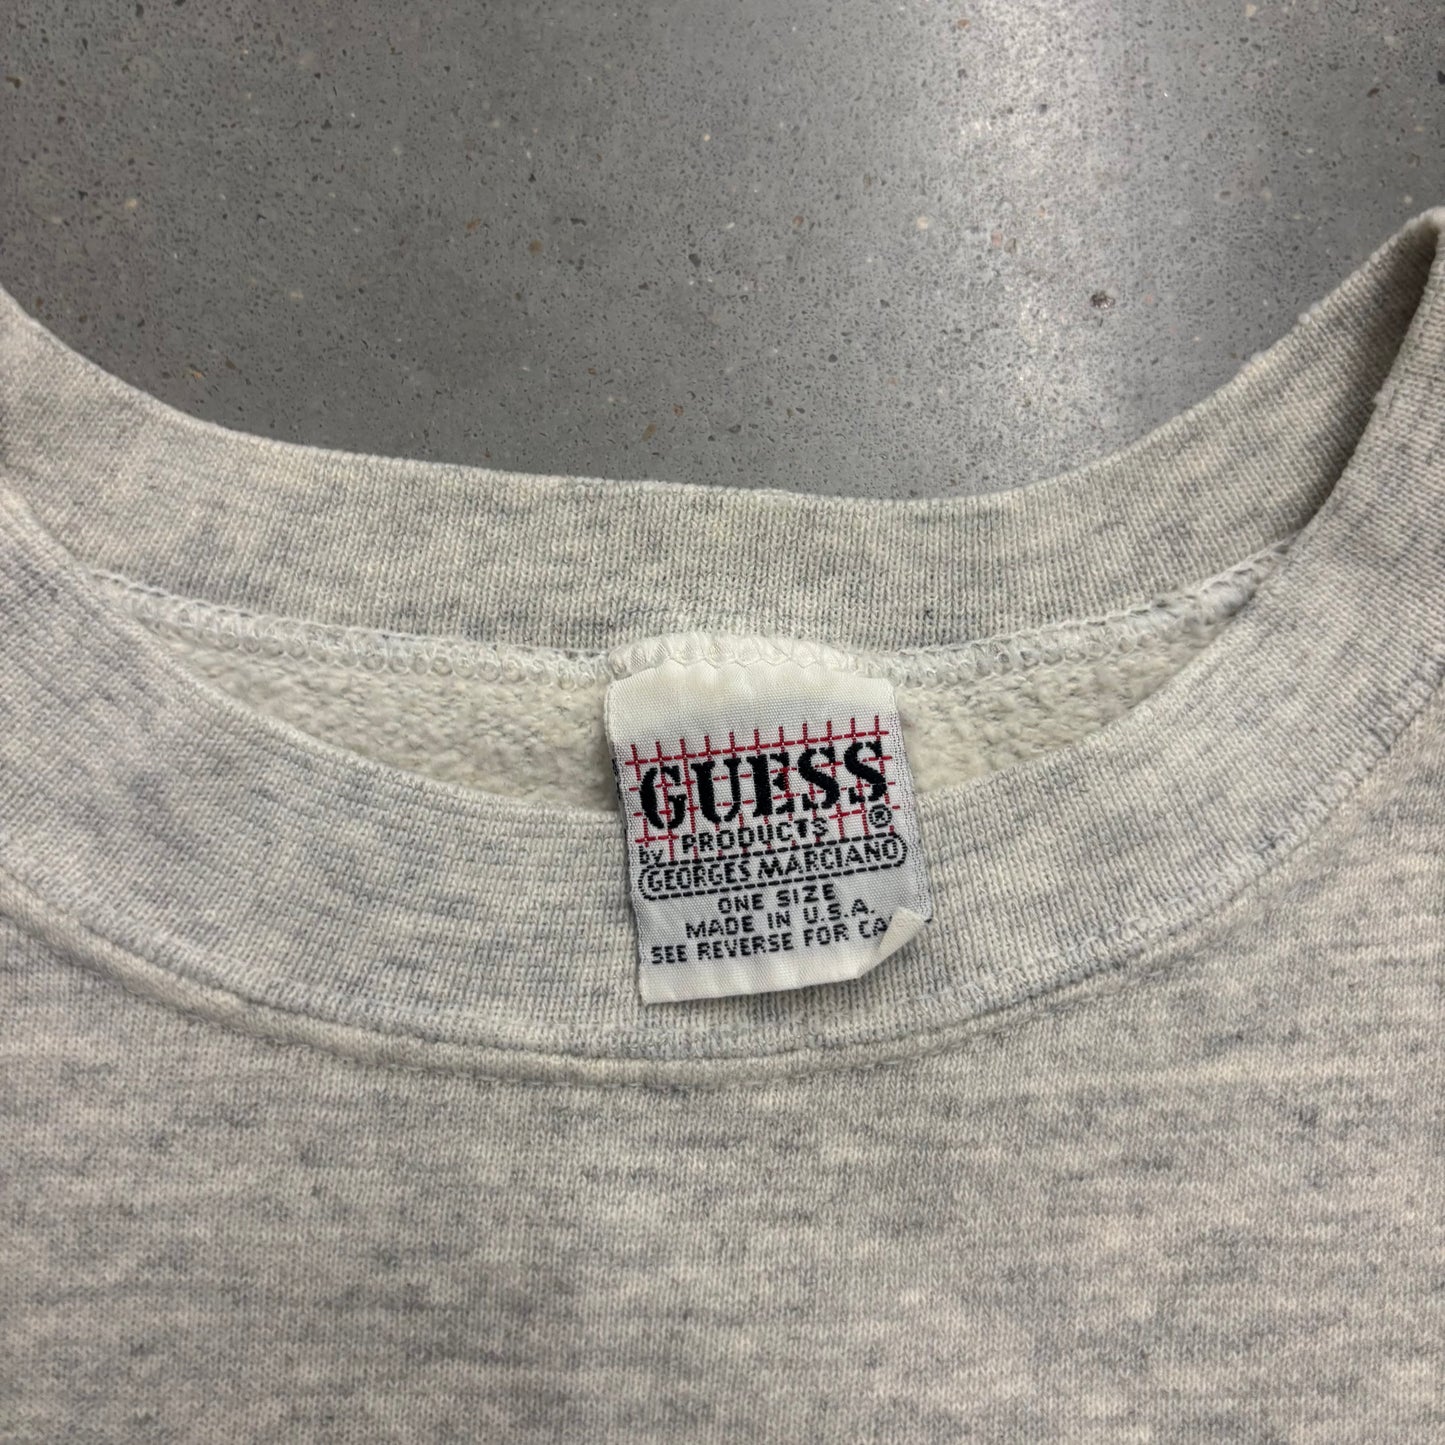 GUESS
by PRODUCTS ®
GEORGES MARCIANO
ONE SIZE
MADE IN U.S.A.
SEE REVERSE FOR CA